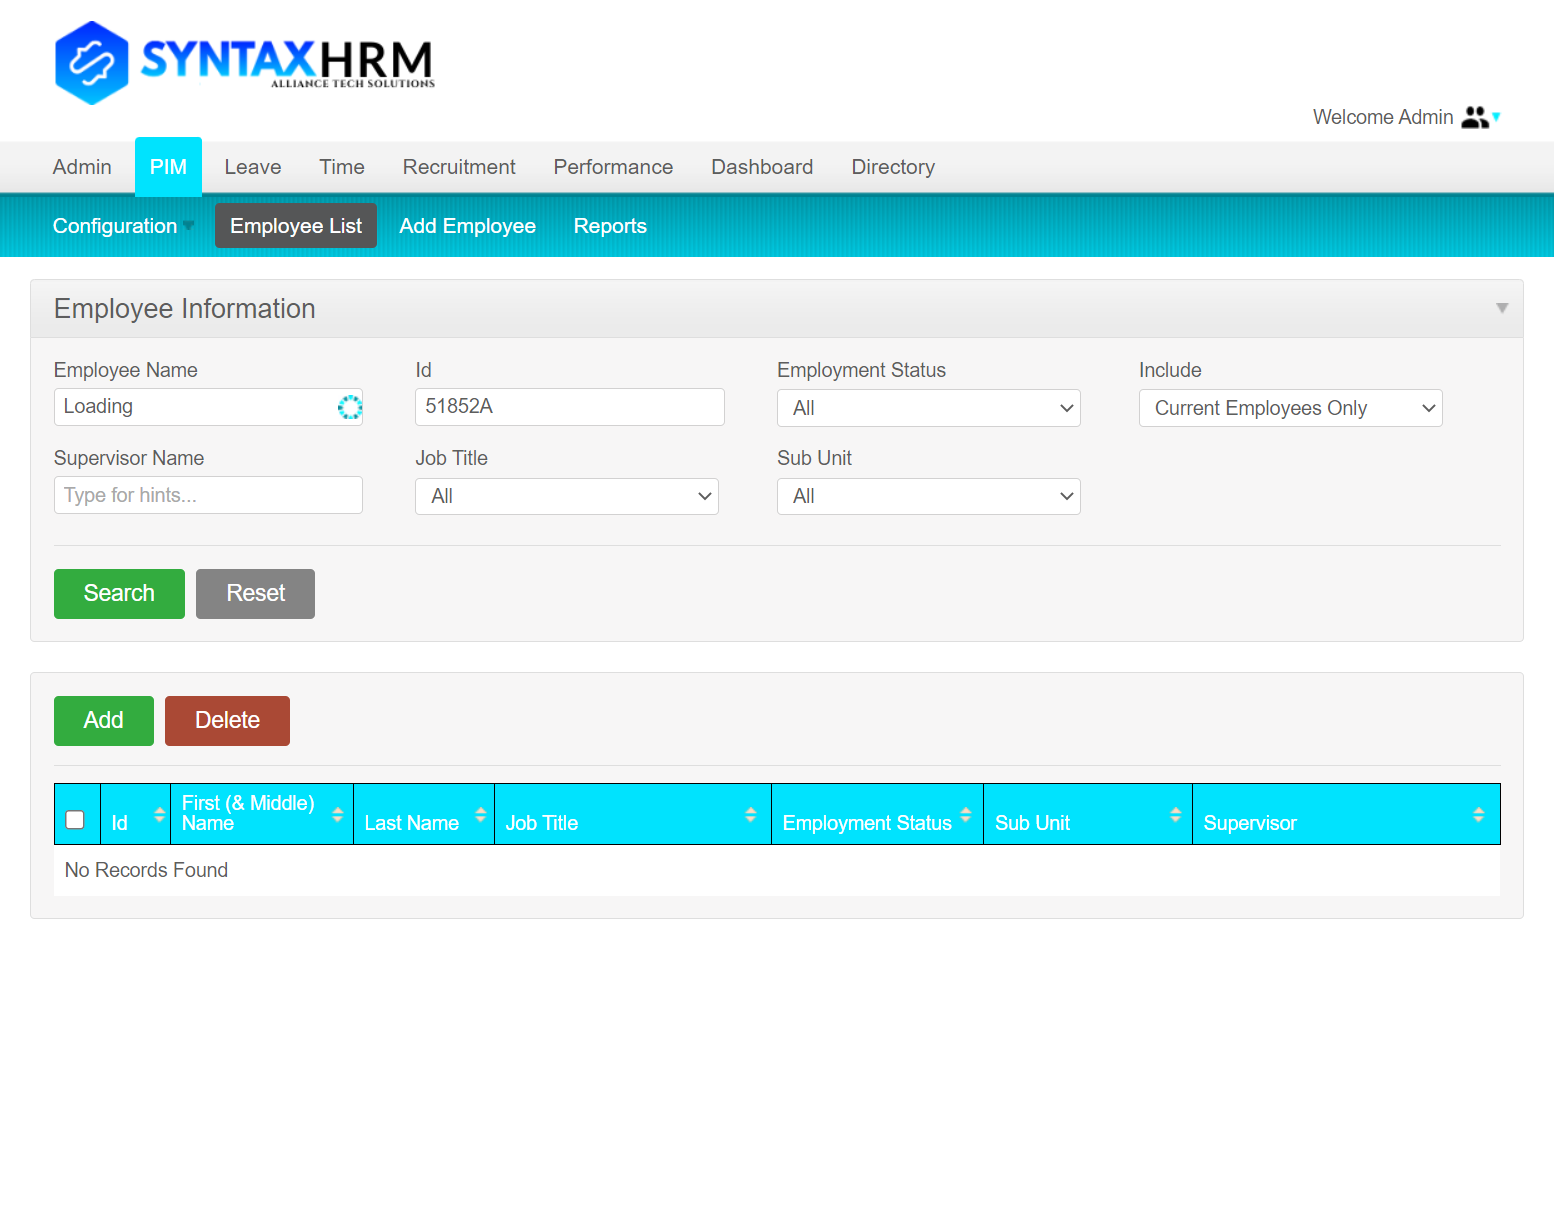 SYNTAXHRM
ALLIANCE TECH SOLUTIONS
Welcome Admin
Admin PIM Leave Time Recruitment Performance Dashboard Directory
Configuration Employee List Add Employee Reports
Employee Information
Employee Name Id Employment Status Include
Loading 51852A All Current Employees Only
Supervisor Name Job Title Sub Unit
Type for hints... All All
Search Reset
Add Delete
Id First (& Middle) Name Last Name Job Title Employment Status Sub Unit Supervisor
No Records Found